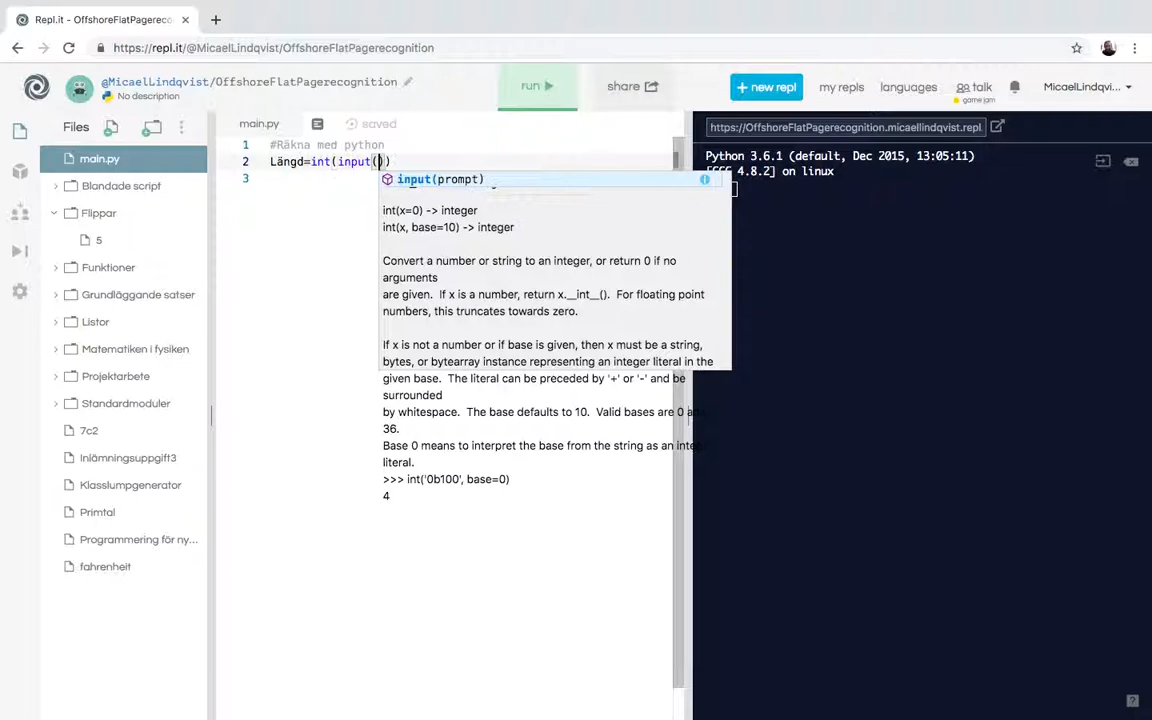 Repl.it - OffshoreFlatPagereco
https://repl.it/@MicaelLindqvist/OffshoreFlatPagerecognition
@MicaelLindqvist/OffshoreFlatPagerecognition
No description
run
share
+ new repl
my repls
languages
talk
game jam
MicaelLindqvi...
Files
main.py
Blandade script
Flippar
5
Funktioner
Grundläggande satser
Listor
Matematiken i fysiken
Projektarbete
Standardmoduler
7c2
Inlämningsuppgift3
Klasslumpgenerator
Primtal
Programmering för ny...
fahrenheit
main.py
saved
1 #Räkna med python
2 Längd=int(input())
3
input(prompt)
int(x=0) -> integer
int(x, base=10) -> integer
Convert a number or string to an integer, or return 0 if no
arguments
are given. If x is a number, return x.__int__(). For floating point
numbers, this truncates towards zero.
If x is not a number or if base is given, then x must be a string,
bytes, or bytearray instance representing an integer literal in the
given base. The literal can be preceded by '+' or '-' and be
surrounded
by whitespace. The base defaults to 10. Valid bases are 0
36.
Base 0 means to interpret the base from the string as an
literal.
>>> int('0b100', base=0)
4
https://OffshoreFlatPagerecognition.micaellindqvist.repl.
Python 3.6.1 (default, Dec 2015, 13:05:11)
4.8.2] on linux